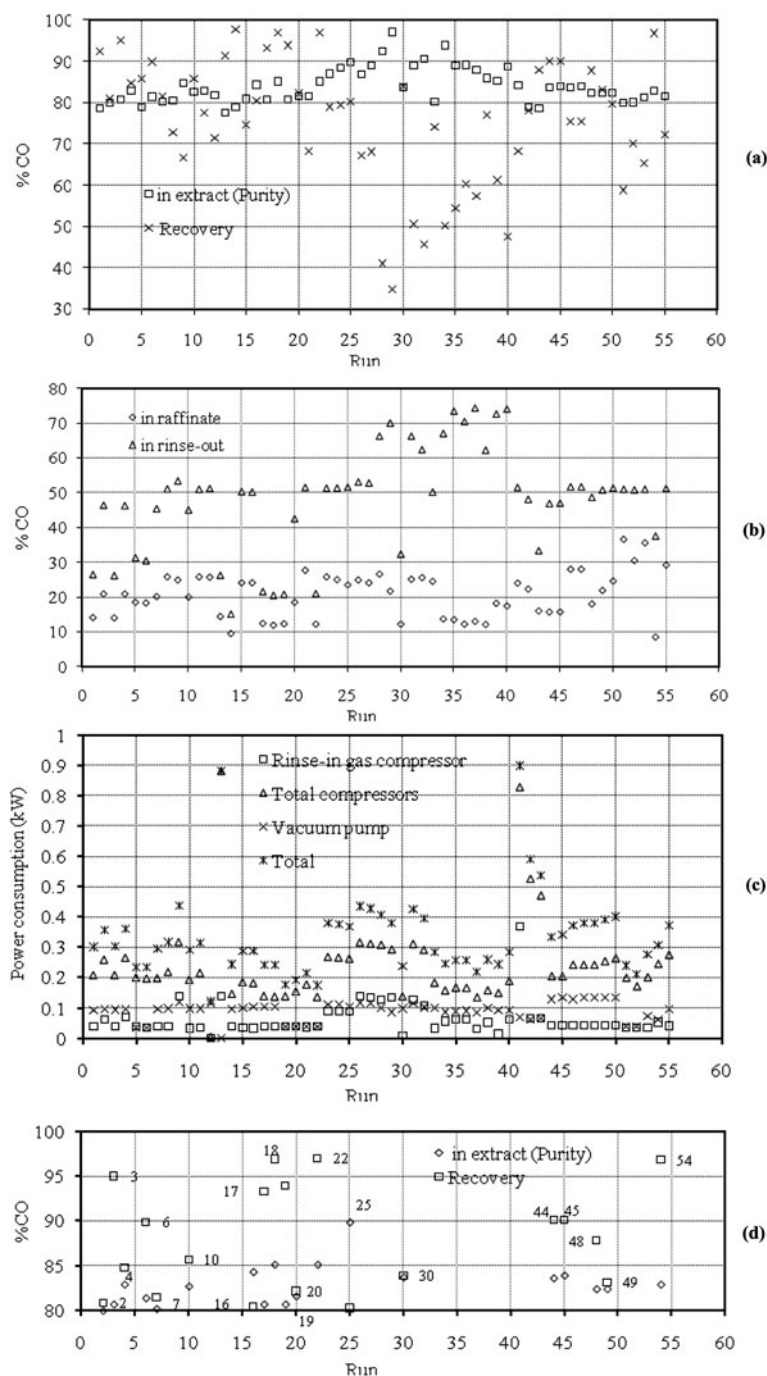 100
90
80
70
60
50
40
30
% CO
in extract (Purity)
Recovery
0 5 10 15 20 25 30 35 40 45 50 55 60
Run
(a)
80
70
60
50
40
30
20
10
0
% CO
in raffinate
in rinse-out
0 5 10 15 20 25 30 35 40 45 50 55 60
Run
(b)
1
0.9
0.8
0.7
0.6
0.5
0.4
0.3
0.2
0.1
0
Power consumption (kW)
Rinse-in gas compressor
Total compressors
Vacuum pump
Total
0 5 10 15 20 25 30 35 40 45 50 55 60
Run
(c)
100
95
90
85
80
%CO
in extract (Purity)
Recovery
18
22
54
3
17
25
44
45
6
48
10
30
4
49
20
2
7
16
19
0 5 10 15 20 25 30 35 40 45 50 55 60
Run
(d)